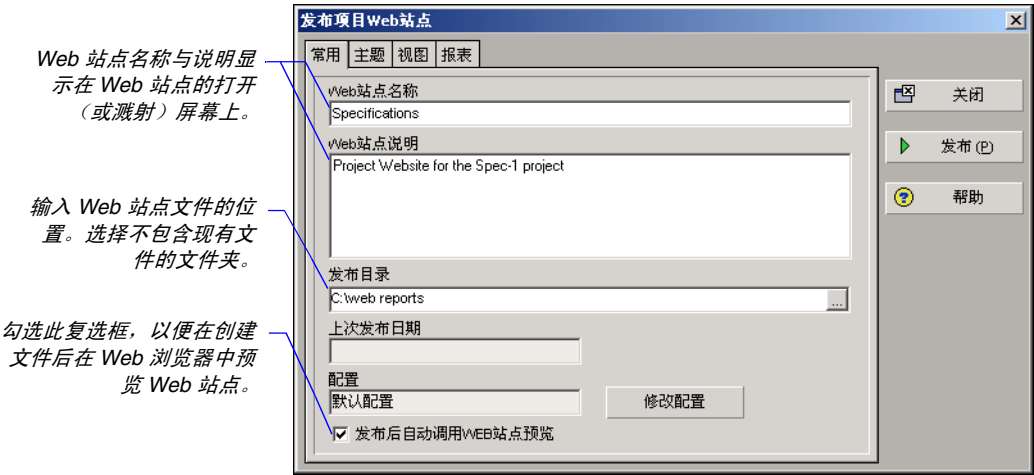 发布项目Web站点
常用 主题 视图 报表
Web 站点名称与说明显
示在 Web 站点的打开
（或溅射）屏幕上。
Web站点名称
Specifications
Web站点说明
Project Website for the Spec-1 project
关闭
发布(P)
帮助
输入 Web 站点文件的位
置。选择不包含现有文
件的文件夹。
发布目录
C:\web reports
...
上次发布日期
勾选此复选框，以便在创建
文件后在 Web 浏览器中预
览 Web 站点。
配置
默认配置
修改配置
发布后自动调用WEB站点预览